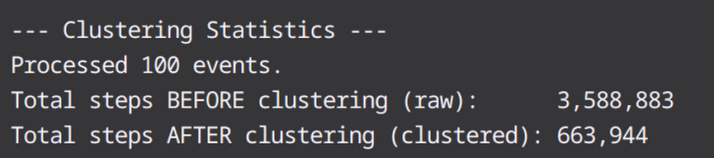 --- Clustering Statistics ---
Processed 100 events.
Total steps BEFORE clustering (raw):      3,588,883
Total steps AFTER clustering (clustered): 663,944